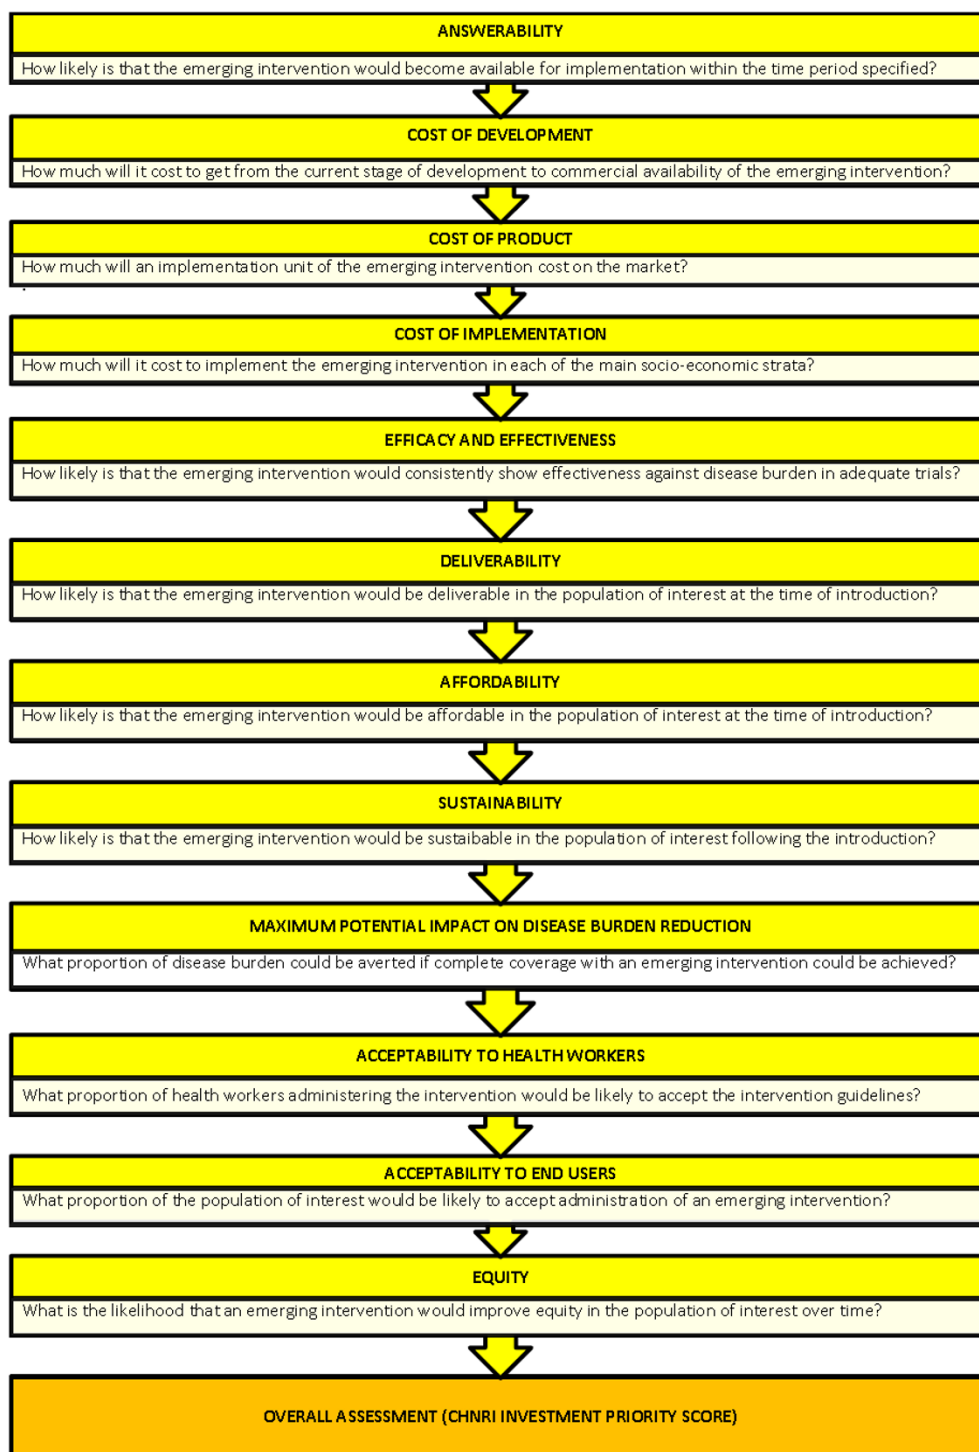 ANSWERABILITY
How likely is that the emerging intervention would become available for implementation within the time period specified?
COST OF DEVELOPMENT
How much will it cost to get from the current stage of development to commercial availability of the emerging intervention?
COST OF PRODUCT
How much will an implementation unit of the emerging intervention cost on the market?
.
COST OF IMPLEMENTATION
How much will it cost to implement the emerging intervention in each of the main socio-economic strata?
EFFICACY AND EFFECTIVENESS
How likely is that the emerging intervention would consistently show effectiveness against disease burden in adequate trials?
DELIVERABILITY
How likely is that the emerging intervention would be deliverable in the population of interest at the time of introduction?
AFFORDABILITY
How likely is that the emerging intervention would be affordable in the population of interest at the time of introduction?
SUSTAINABILITY
How likely is that the emerging intervention would be sustaibable in the population of interest following the introduction?
MAXIMUM POTENTIAL IMPACT ON DISEASE BURDEN REDUCTION
What proportion of disease burden could be averted if complete coverage with an emerging intervention could be achieved?
ACCEPTABILITY TO HEALTH WORKERS
What proportion of health workers administering the intervention would be likely to accept the intervention guidelines?
ACCEPTABILITY TO END USERS
What proportion of the population of interest would be likely to accept administration of an emerging intervention?
EQUITY
What is the likelihood that an emerging intervention would improve equity in the population of interest over time?
OVERALL ASSESSMENT (CHNRI INVESTMENT PRIORITY SCORE)